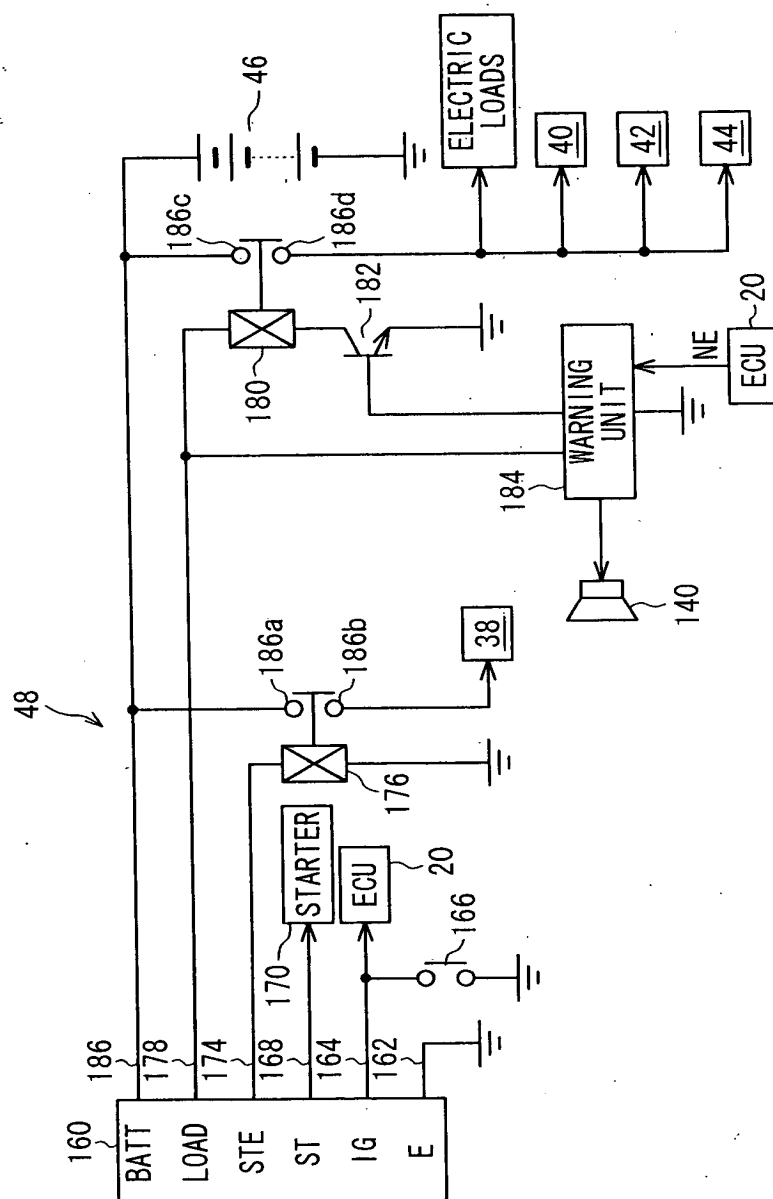 48
160
BATT
LOAD
STE
ST
IG
E
186
178
174
168
164
162
170
STARTER
ECU
20
166
176
186a
186b
38
180
182
186c
186d
46
184
WARNING
UNIT
140
NE
ECU
20
ELECTRIC
LOADS
40
42
44